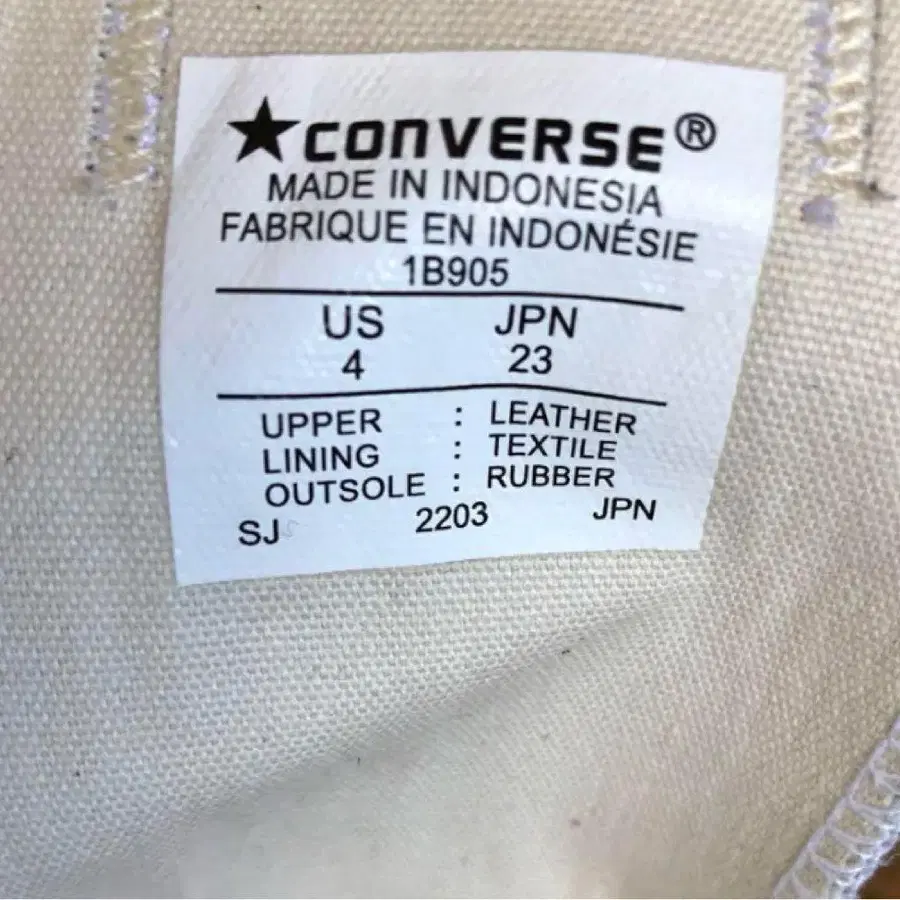 ★CONVERSE®
MADE IN INDONESIA
FABRIQUE EN INDONÉSIE
1B905
US JPN
4 23
UPPER : LEATHER
LINING : TEXTILE
OUTSOLE : RUBBER
SJ 2203 JPN